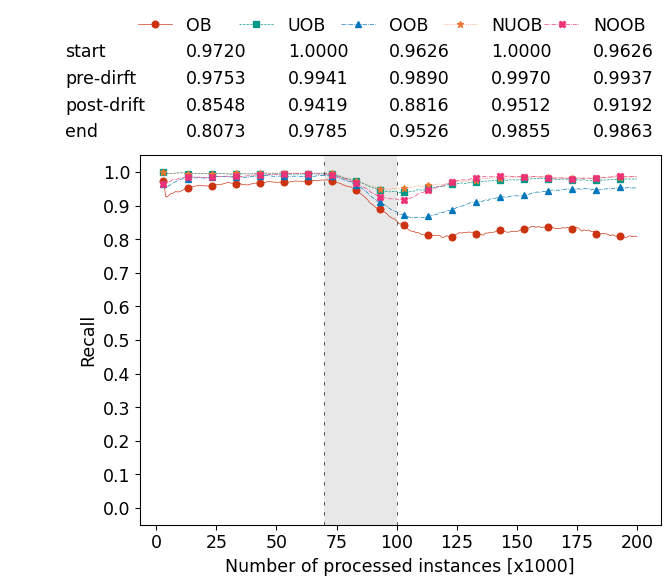 OB UOB OOB NUOB NOOB
start 0.9720 1.0000 0.9626 1.0000 0.9626
pre-dirft 0.9753 0.9941 0.9890 0.9970 0.9937
post-drift 0.8548 0.9419 0.8816 0.9512 0.9192
end 0.8073 0.9785 0.9526 0.9855 0.9863
1.0
0.9
0.8
0.7
0.6
0.5
0.4
0.3
0.2
0.1
0.0
Recall
0 25 50 75 100 125 150 175 200
Number of processed instances [x1000]